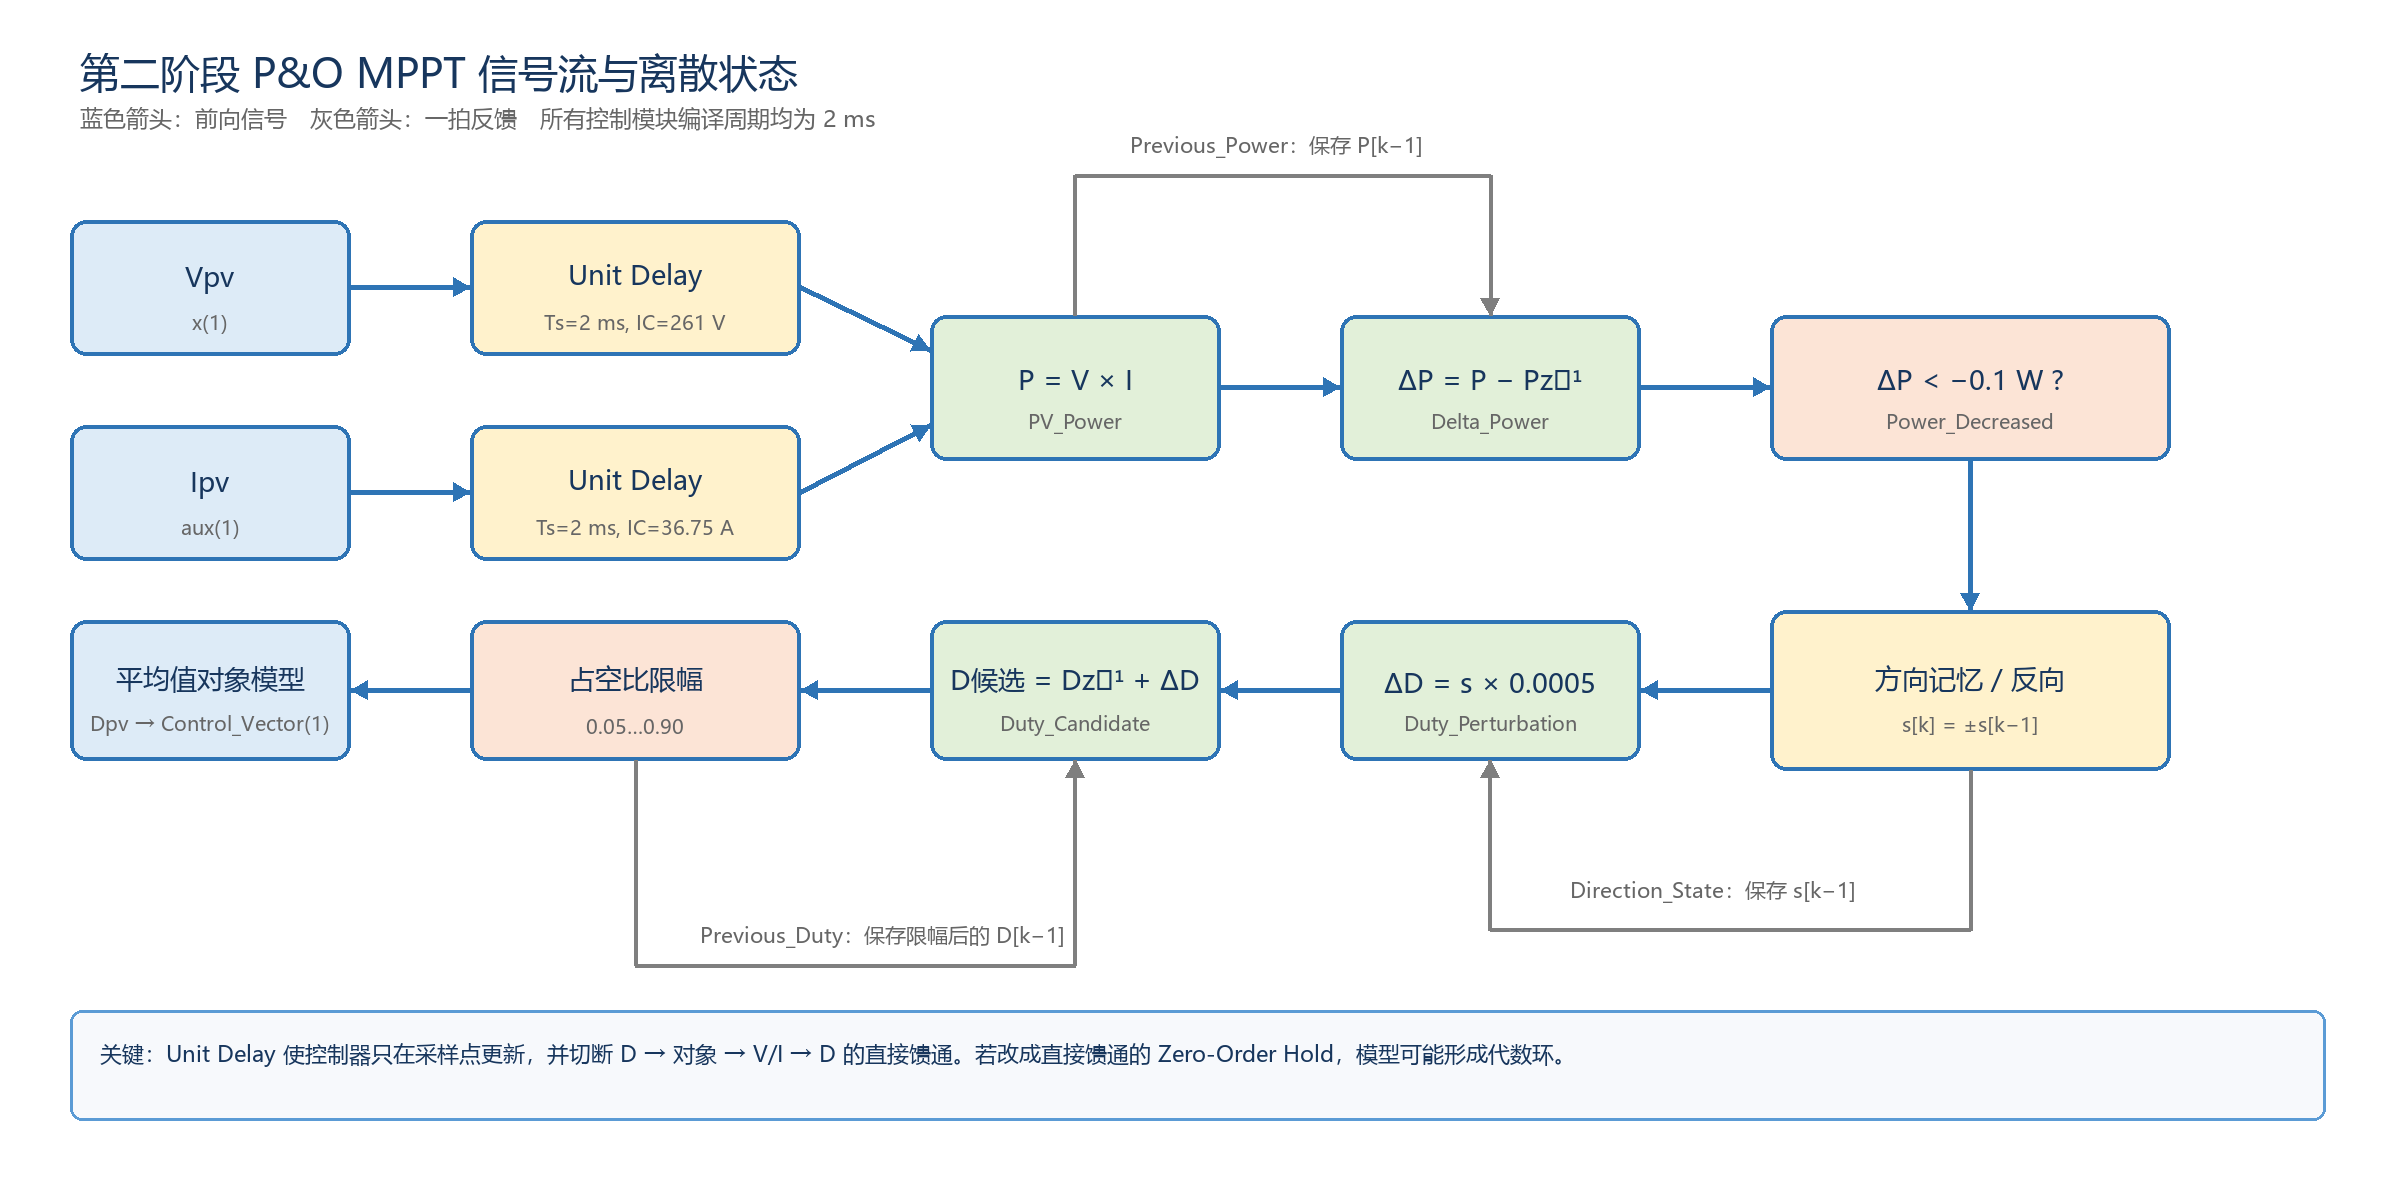 第二阶段 P&O MPPT 信号流与离散状态
蓝色箭头：前向信号 灰色箭头：一拍反馈 所有控制模块编译周期均为 2 ms
Previous_Power：保存 P[k−1]
Vpv
x(1)
Unit Delay
Ts=2 ms, IC=261 V
P = V × I
PV_Power
ΔP = P − Pz□¹
Delta_Power
ΔP < −0.1 W ?
Power_Decreased
Ipv
aux(1)
Unit Delay
Ts=2 ms, IC=36.75 A
平均值对象模型
Dpv → Control_Vector(1)
占空比限幅
0.05...0.90
D候选 = Dz□¹ + ΔD
Duty_Candidate
ΔD = s × 0.0005
Duty_Perturbation
方向记忆 / 反向
s[k] = ±s[k−1]
Direction_State：保存 s[k−1]
Previous_Duty：保存限幅后的 D[k−1]
关键：Unit Delay 使控制器只在采样点更新，并切断 D → 对象 → V/I → D 的直接馈通。若改成直接馈通的 Zero-Order Hold，模型可能形成代数环。